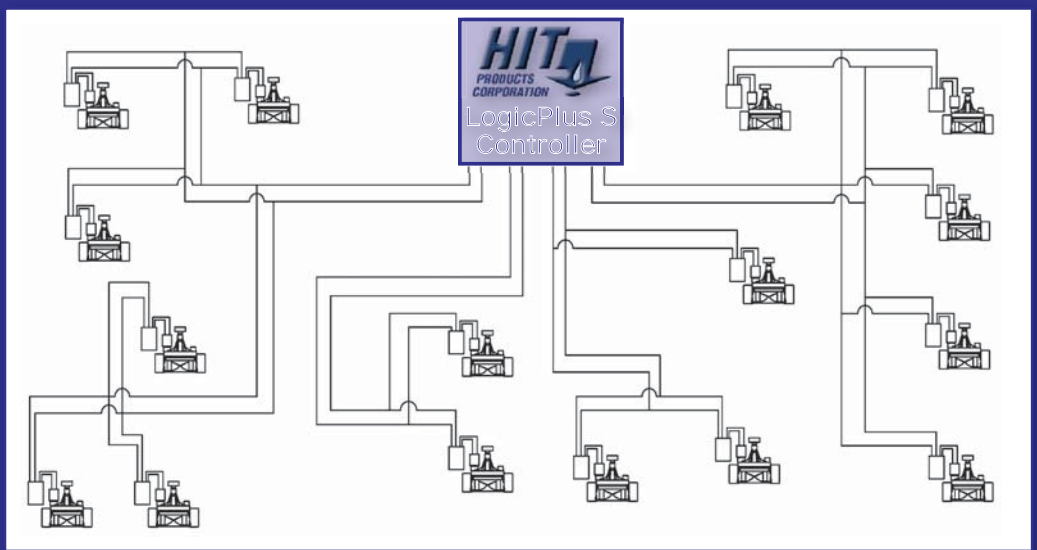 HIT
PRODUCTS
CORPORATION
LogicPlus S
Controller